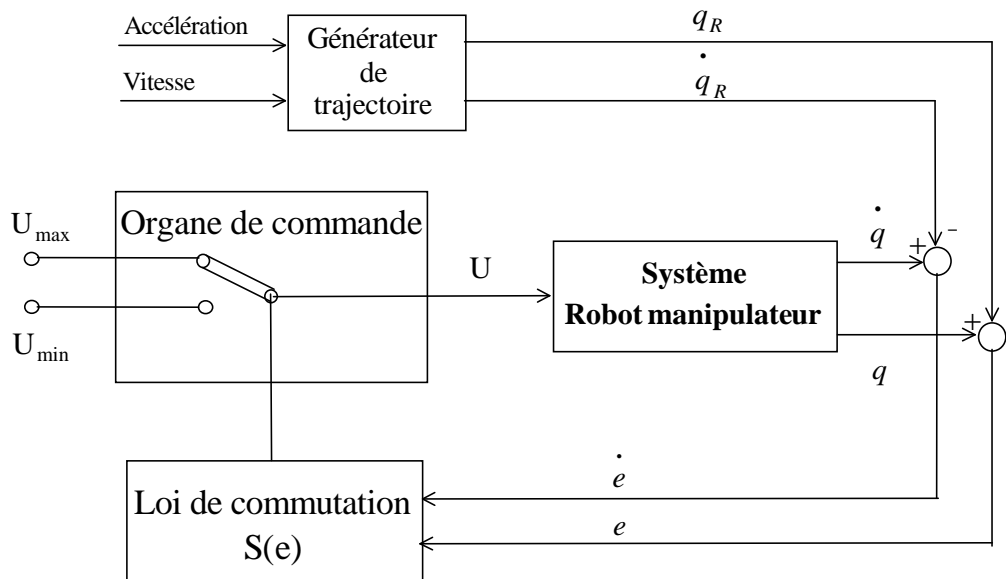 Accélération
Vitesse
Générateur
de
trajectoire
q_R
q̇_R
Organe de commande
U_max
U_min
U
Système
Robot manipulateur
q̇
+
-
+
q
Loi de commutation
S(e)
ė
e